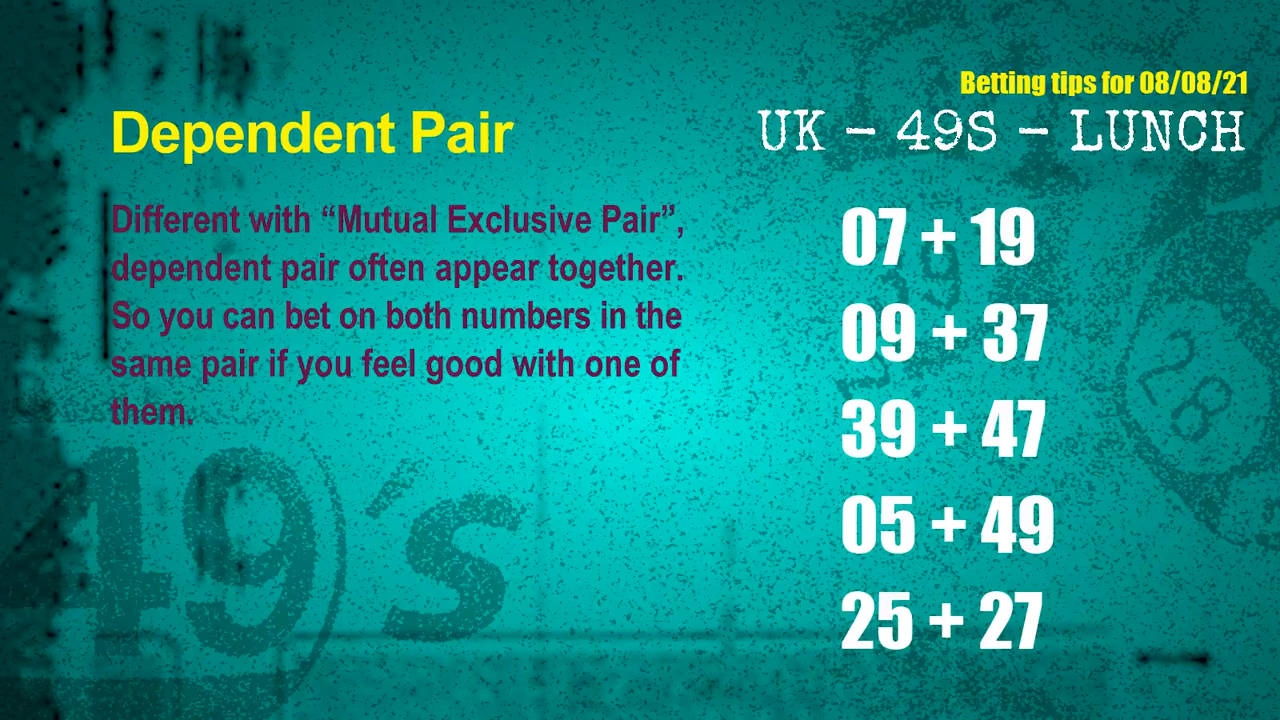 Betting tips for 08/08/21
UK - 49S - LUNCH
Dependent Pair
Different with “Mutual Exclusive Pair”,
dependent pair often appear together.
So you can bet on both numbers in the
same pair if you feel good with one of
them.
07 + 19
09 + 37
39 + 47
05 + 49
25 + 27
49's
39
28